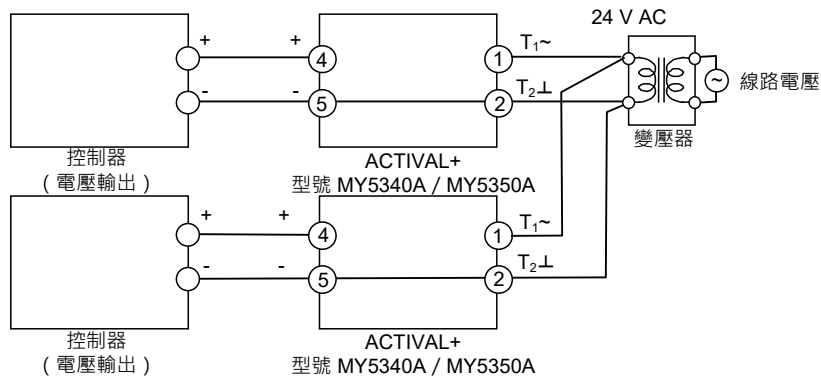 24 V AC
+ + 4 1 T₁~
- - 5 2 T₂⊥
~ 線路電壓
變壓器
控制器
( 電壓輸出 )
ACTIVAL+
型號 MY5340A / MY5350A
+ + 4 1 T₁~
- - 5 2 T₂⊥
控制器
( 電壓輸出 )
ACTIVAL+
型號 MY5340A / MY5350A